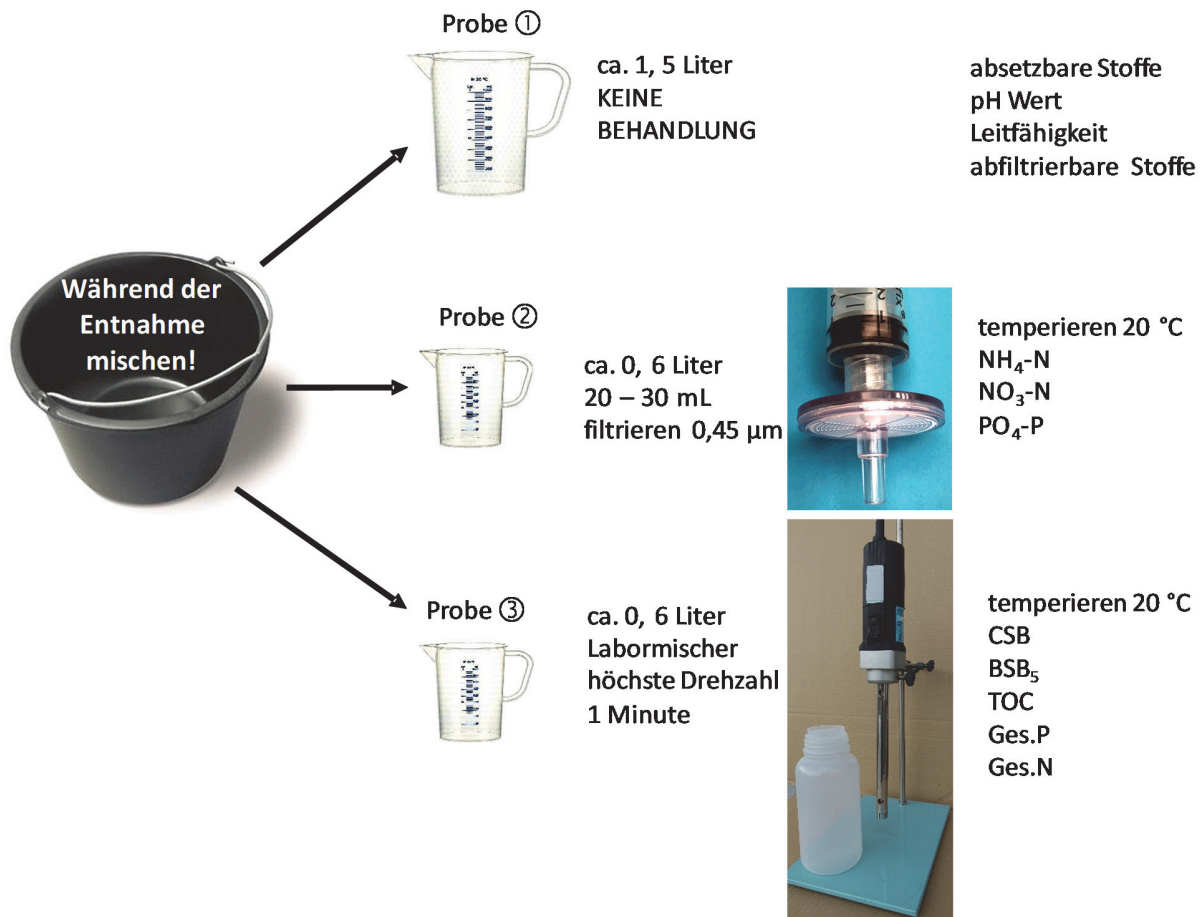 Probe ①
ca. 1, 5 Liter
KEINE
BEHANDLUNG
absetzbare Stoffe
pH Wert
Leitfähigkeit
abfiltrierbare Stoffe
Während der
Entnahme
mischen!
Probe ②
ca. 0, 6 Liter
20 – 30 mL
filtrieren 0,45 µm
temperieren 20 °C
NH₄-N
NO₃-N
PO₄-P
Probe ③
ca. 0, 6 Liter
Labormischer
höchste Drehzahl
1 Minute
temperieren 20 °C
CSB
BSB₅
TOC
Ges.P
Ges.N